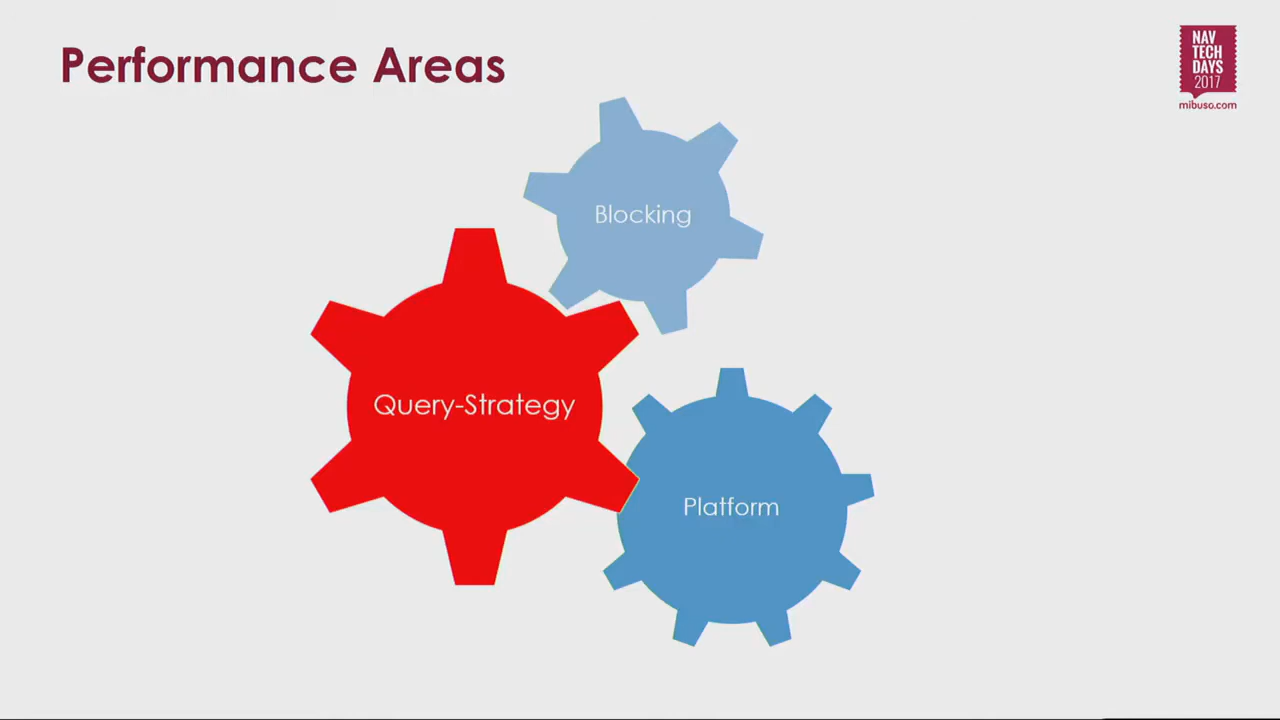 Performance Areas
NAV
TECH
DAYS
2017
mibuso.com
Blocking
Query-Strategy
Platform